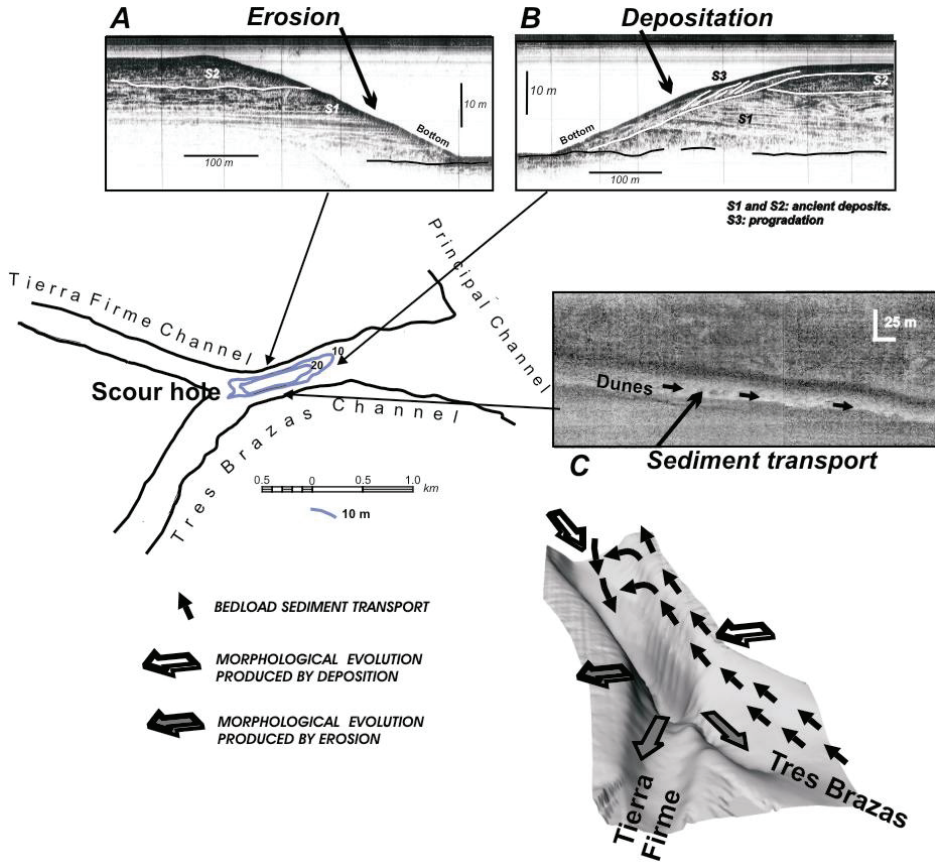 A
Erosion
S2
S1
10 m
Bottom
100 m
B
Depositation
10 m
S3
S2
S1
Bottom
100 m
S1 and S2: ancient deposits.
S3: progradation
Tierra Firme Channel
Principal Channel
10
20
Scour hole
Tres Brazas Channel
0.5 0 0.5 1.0
km
10 m
25 m
Dunes
C
Sediment transport
BEDLOAD SEDIMENT TRANSPORT
MORPHOLOGICAL EVOLUTION
PRODUCED BY DEPOSITION
MORPHOLOGICAL EVOLUTION
PRODUCED BY EROSION
Tierra
Firme
Tres Brazas